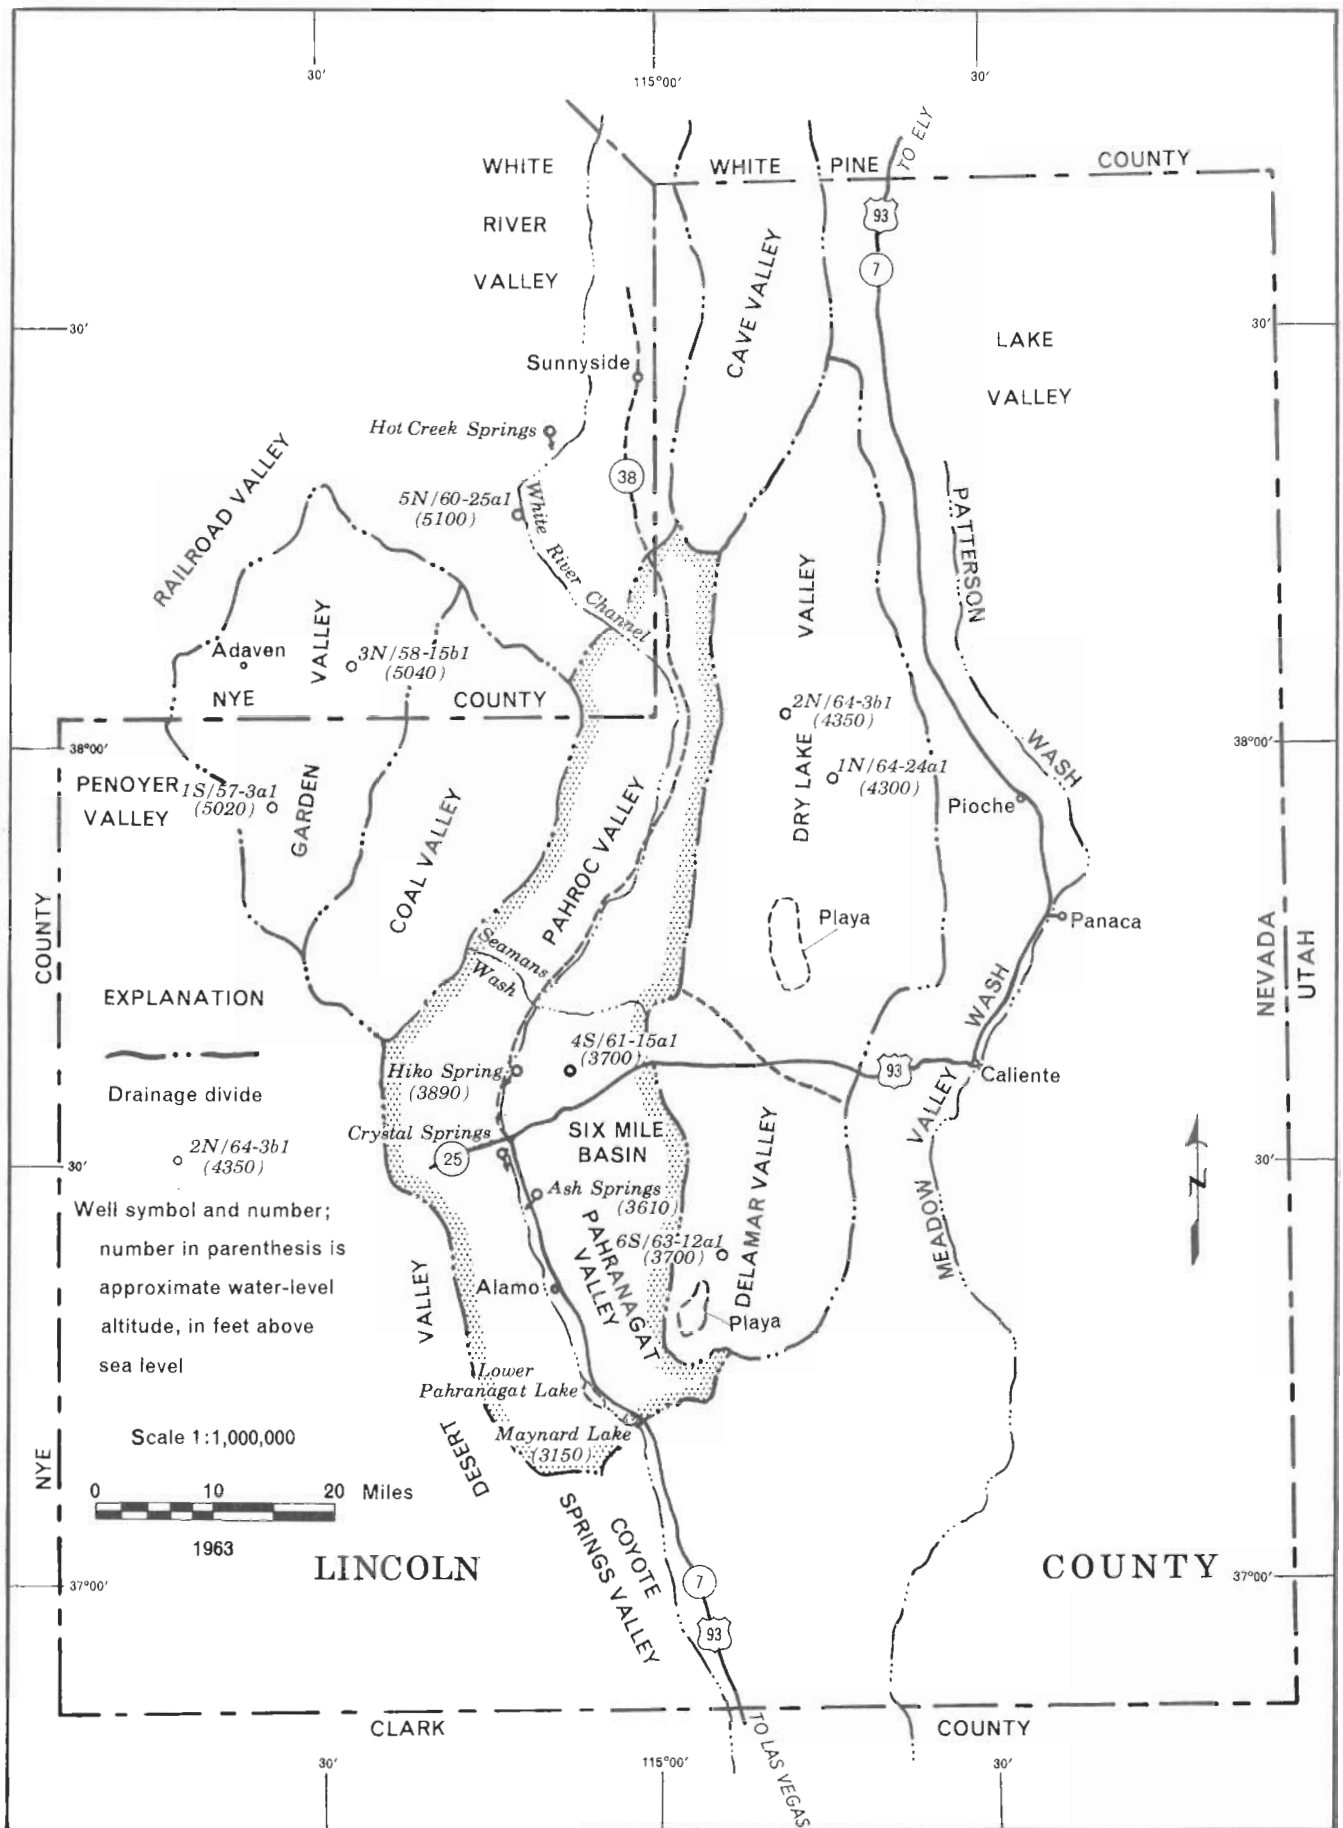 30'
115°00'
30'
TO ELY
WHITE
RIVER
VALLEY
WHITE PINE COUNTY
93
7
CAVE VALLEY
30'
30'
LAKE
VALLEY
Sunnyside
Hot Creek Springs
38
RAILROAD VALLEY
5N/60-25a1
(5100)
White River Channel
PATTERSON
WASH
VALLEY
DRY LAKE
Adaven
VALLEY
GARDEN
3N/58-15b1
(5040)
NYE COUNTY
2N/64-3b1
(4350)
38°00'
38°00'
PENOYER
VALLEY
1S/57-3a1
(5020)
1N/64-24a1
(4300)
Pioche
COAL VALLEY
PAHROC VALLEY
Playa
Panaca
COUNTY
NYE
Seamans
Wash
NEVADA
UTAH
EXPLANATION
Drainage divide
2N/64-3b1
(4350)
Well symbol and number;
number in parenthesis is
approximate water-level
altitude, in feet above
sea level
4S/61-15a1
(3700)
Hiko Spring
(3890)
93
WASH
VALLEY
MEADOW
Caliente
Crystal Springs
25
SIX MILE
BASIN
30'
30'
Ash Springs
(3610)
DELAMAR VALLEY
6S/63-12a1
(3700)
PAHRANAGAT
VALLEY
N
VALLEY
DESERT
Alamo
Playa
Lower
Pahranagat Lake
Maynard Lake
(3150)
Scale 1:1,000,000
0 10 20 Miles
1963
COYOTE
SPRINGS VALLEY
LINCOLN COUNTY
37°00'
37°00'
7
93
CLARK COUNTY
TO LAS VEGAS
30'
115°00'
30'